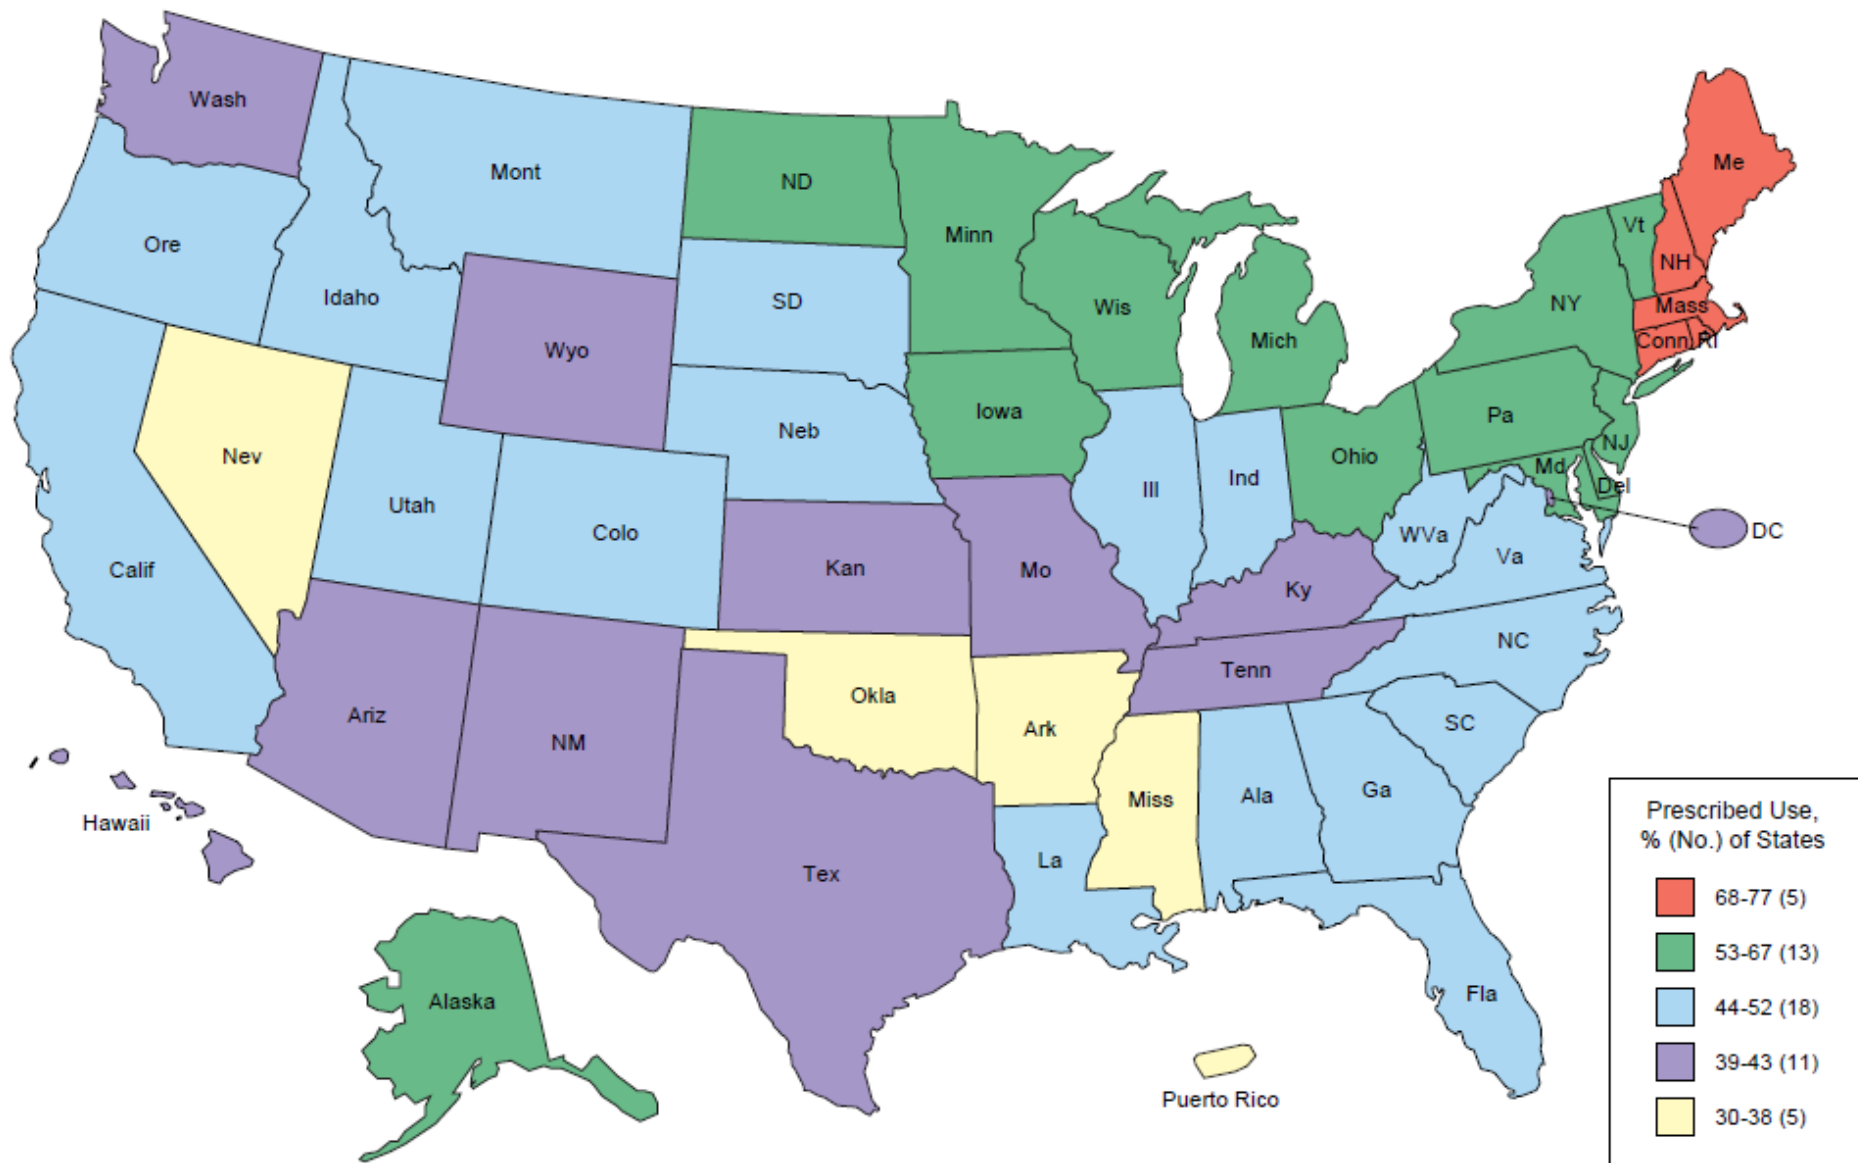 Wash
Mont
ND
Minn
Me
Vt
Ore
NH
Idaho
SD
Wis
NY
Mass
Wyo
Mich
Conn
RI
Iowa
Pa
Neb
NJ
Nev
Ohio
Md
Ind
Ill
Del
Utah
Colo
WVa
DC
Va
Calif
Kan
Mo
Ky
NC
Tenn
Okla
Ariz
SC
Ark
NM
Ga
Miss
Ala
Hawaii
La
Tex
Fla
Alaska
Puerto Rico
Prescribed Use,
% (No.) of States
68-77 (5)
53-67 (13)
44-52 (18)
39-43 (11)
30-38 (5)